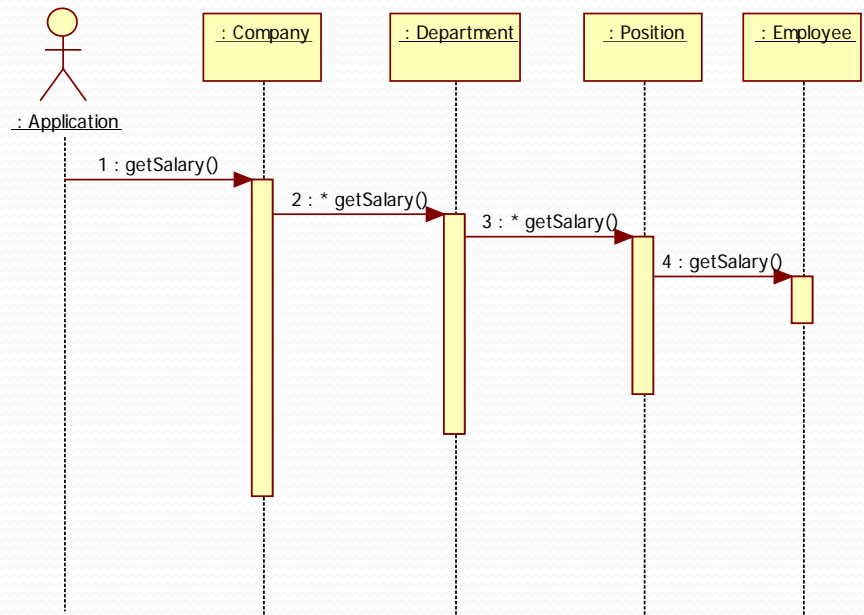 : Company
: Department
: Position
: Employee
: Application
1 : getSalary()
2 : * getSalary()
3 : * getSalary()
4 : getSalary()